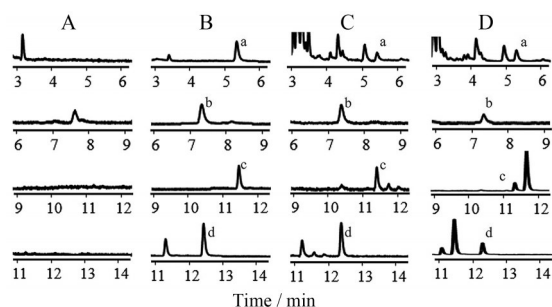 A B C D
a a a
3 4 5 6 3 4 5 6 3 4 5 6 3 4 5 6
b b b
6 7 8 9 6 7 8 9 6 7 8 9 6 7 8 9
c c c
9 10 11 12 9 10 11 12 9 10 11 12 9 10 11 12
d d d
11 12 13 14 11 12 13 14 11 12 13 14 11 12 13 14
Time / min